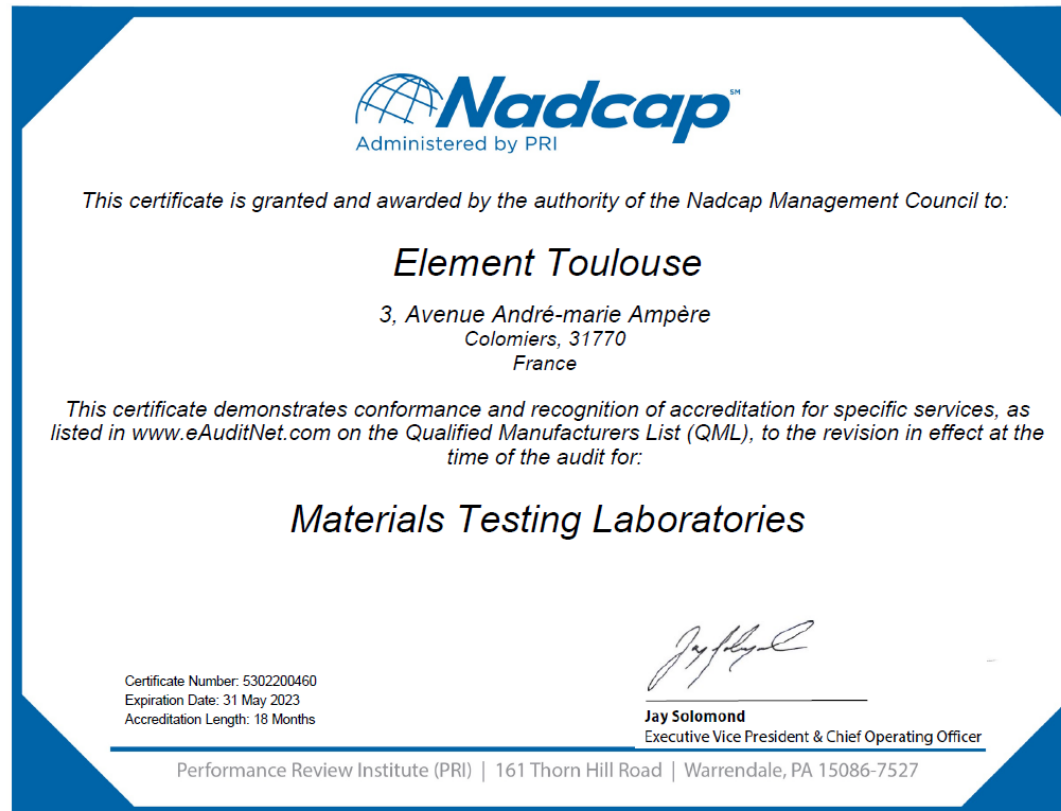 Nadcap℠
Administered by PRI
This certificate is granted and awarded by the authority of the Nadcap Management Council to:
Element Toulouse
3, Avenue André-marie Ampère
Colomiers, 31770
France
This certificate demonstrates conformance and recognition of accreditation for specific services, as
listed in www.eAuditNet.com on the Qualified Manufacturers List (QML), to the revision in effect at the
time of the audit for:
Materials Testing Laboratories
Certificate Number: 5302200460
Expiration Date: 31 May 2023
Accreditation Length: 18 Months
Jay Solomond
Executive Vice President & Chief Operating Officer
Performance Review Institute (PRI) | 161 Thorn Hill Road | Warrendale, PA 15086-7527